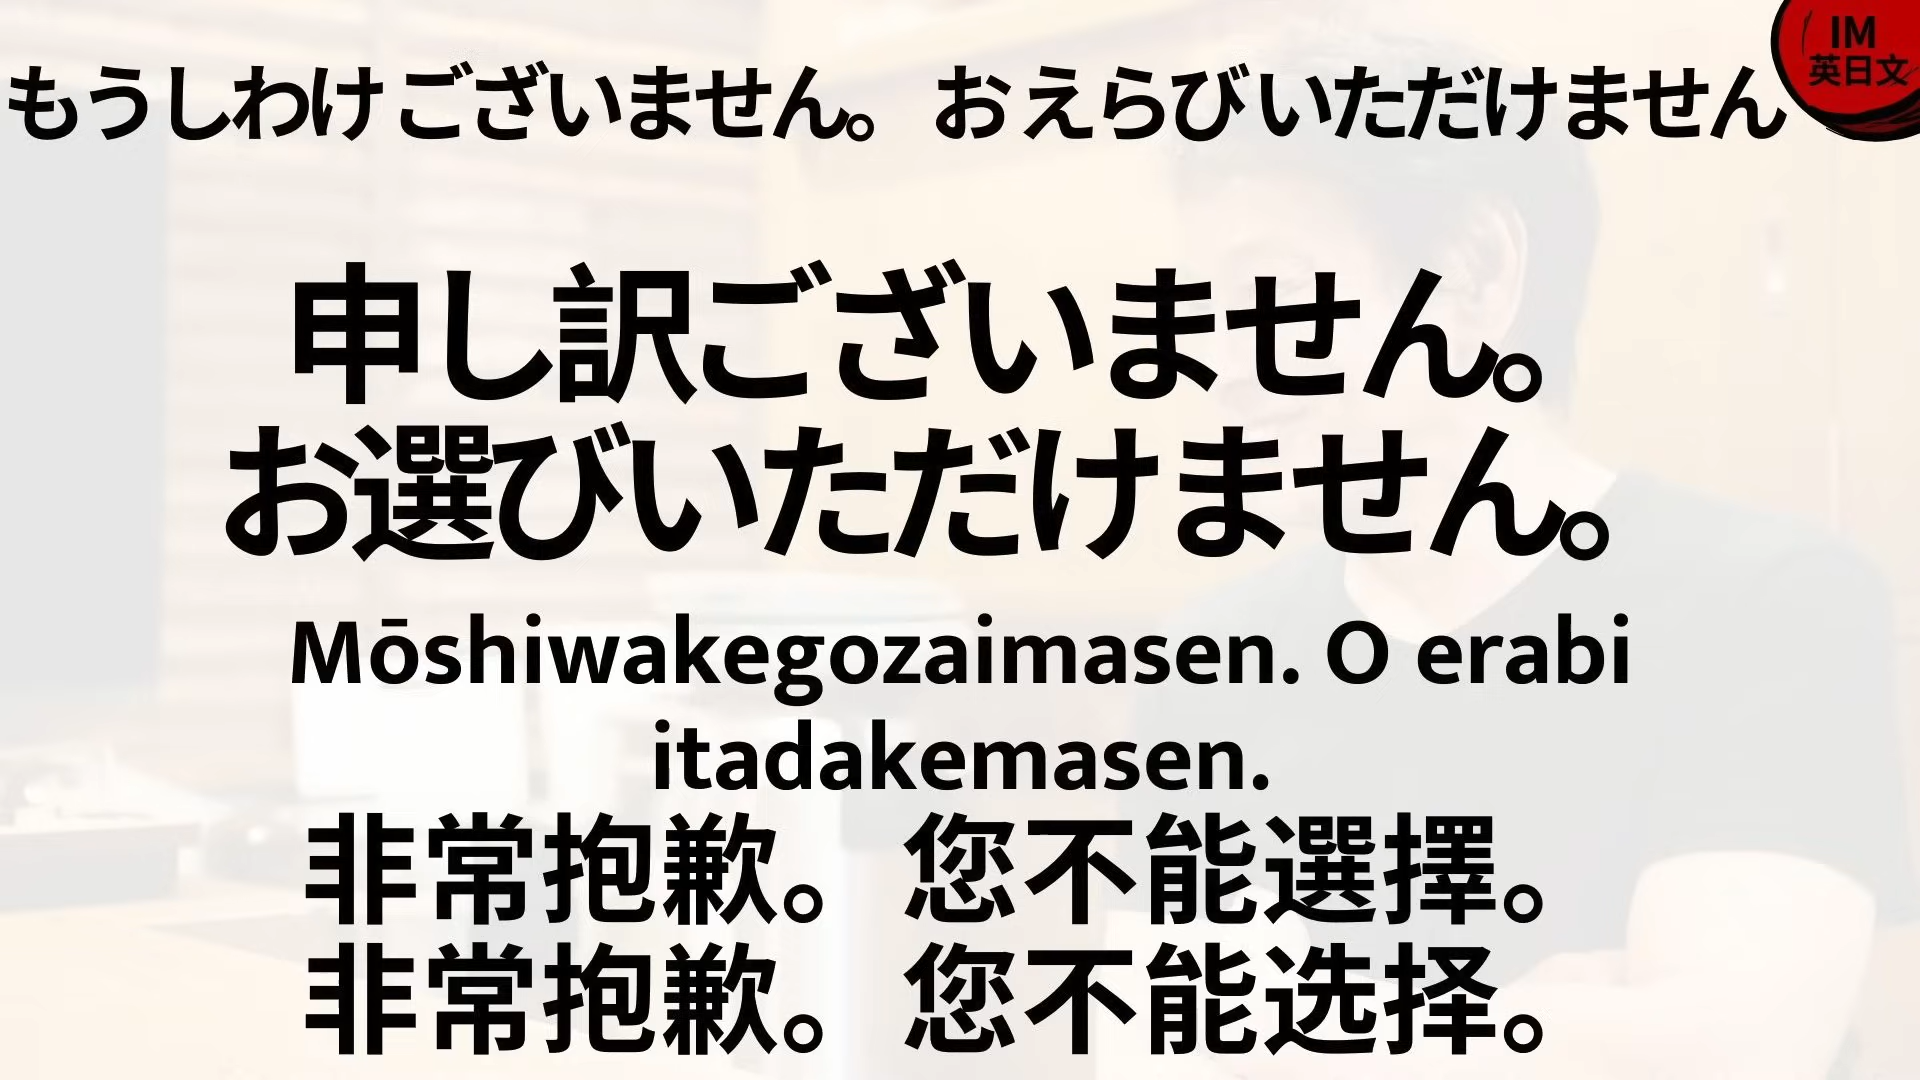 もうしわけございません。おえらびいただけません
IM
英日文
申し訳ございません。
お選びいただけません。
Mōshiwakegozaimasen. O erabi
itadakemasen.
非常抱歉。您不能選擇。
非常抱歉。您不能选择。